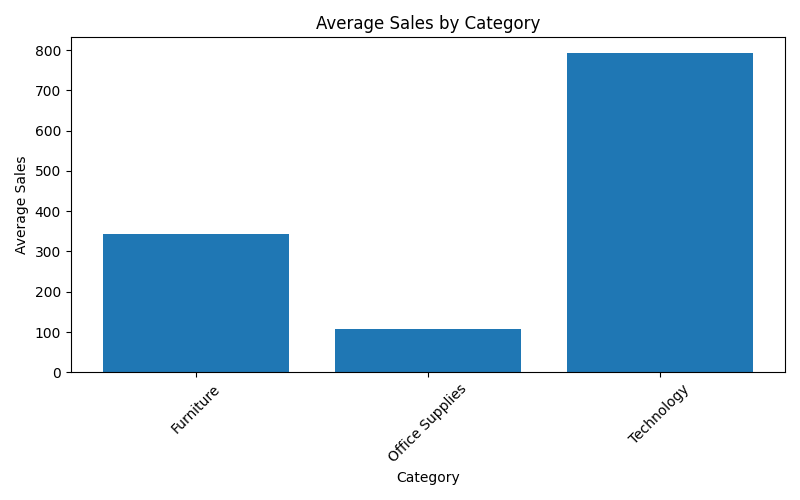 Average Sales by Category
Average Sales
800
700
600
500
400
300
200
100
0
Furniture
Office Supplies
Technology
Category